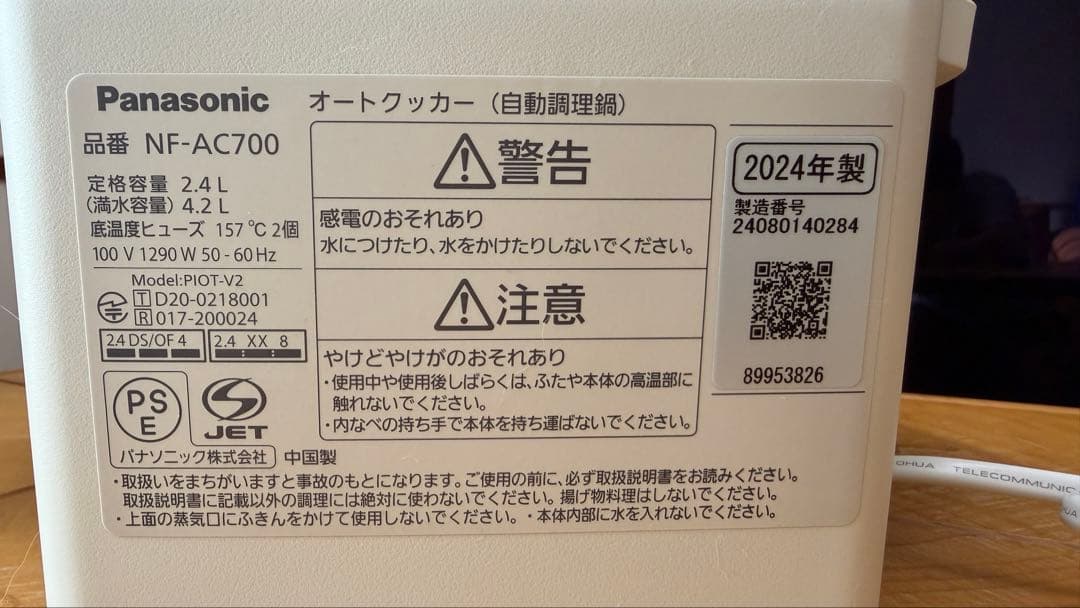 Panasonic
オートクッカー（自動調理鍋）
品番 NF-AC700
定格容量 2.4 L
(満水容量) 4.2 L
底温度ヒューズ 157 ℃ 2個
100 V 1290 W 50 - 60 Hz
Model:PIOT-V2
T D20-0218001
R 017-200024
2.4 DS/OF 4
2.4 XX 8
PS
E
JET
パナソニック株式会社
中国製
警告
感電のおそれあり
水につけたり、水をかけたりしないでください。
注意
やけどやけがのおそれあり
・使用中や使用後しばらくは、ふたや本体の高温部に
触れないでください。
・内なべの持ち手で本体を持ち運ばないでください。
2024年製
製造番号
24080140284
89953826
・取扱いをまちがいますと事故のもとになります。ご使用の前に、必ず取扱説明書をお読みください。
取扱説明書に記載以外の調理には絶対に使わないでください。揚げ物料理はしないでください。
・上面の蒸気口にふきんをかけて使用しないでください。・本体内部に水を入れないでください。
OHUA TELECOMMUNIC